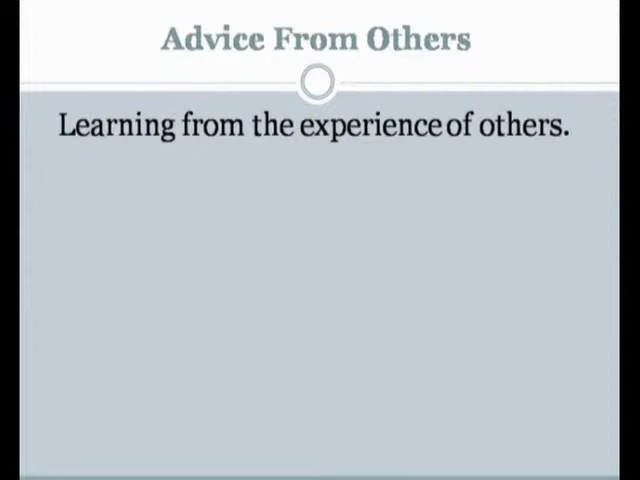 Advice From Others
Learning from the experience of others.